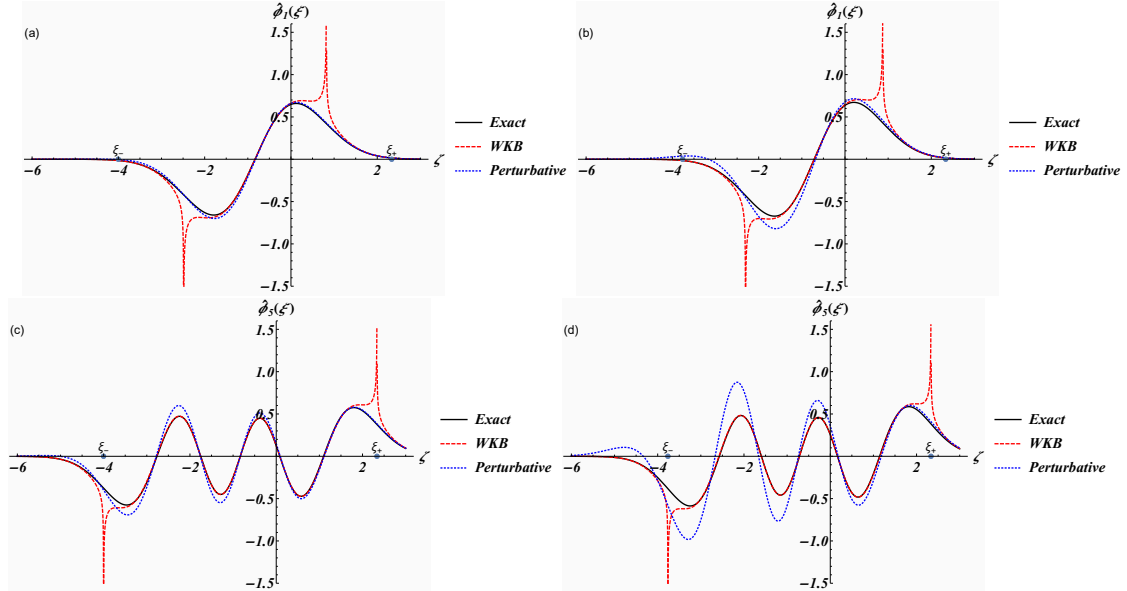 (a)
ϕ̂₁(ξ)
1.5
1.0
0.5
−0.5
−1.0
−1.5
−6
−4
−2
2
ξ₋
ξ₊
ξ
Exact
WKB
Perturbative
(b)
ϕ̂₁(ξ)
1.5
1.0
0.5
−0.5
−1.0
−1.5
−6
−4
−2
2
ξ₋
ξ₊
ξ
Exact
WKB
Perturbative
(c)
ϕ̂₅(ξ)
1.5
1.0
0.5
−0.5
−1.0
−1.5
−6
−4
−2
2
ξ₋
ξ₊
ξ
Exact
WKB
Perturbative
(d)
ϕ̂₅(ξ)
1.5
1.0
0.5
−0.5
−1.0
−1.5
−6
−4
−2
2
ξ₋
ξ₊
ξ
Exact
WKB
Perturbative